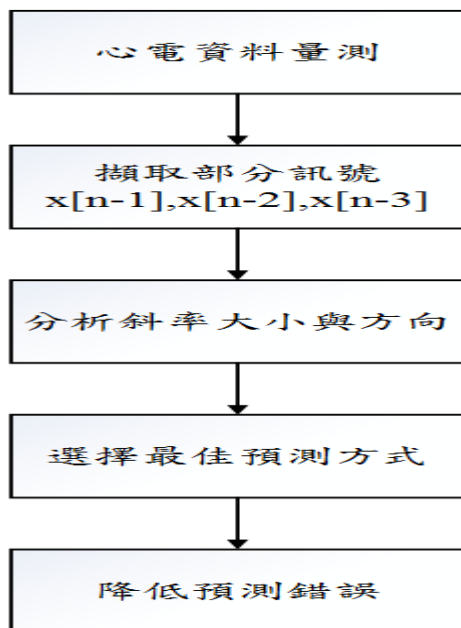 心電資料量測
擷取部分訊號
x[n-1],x[n-2],x[n-3]
分析斜率大小與方向
選擇最佳預測方式
降低預測錯誤